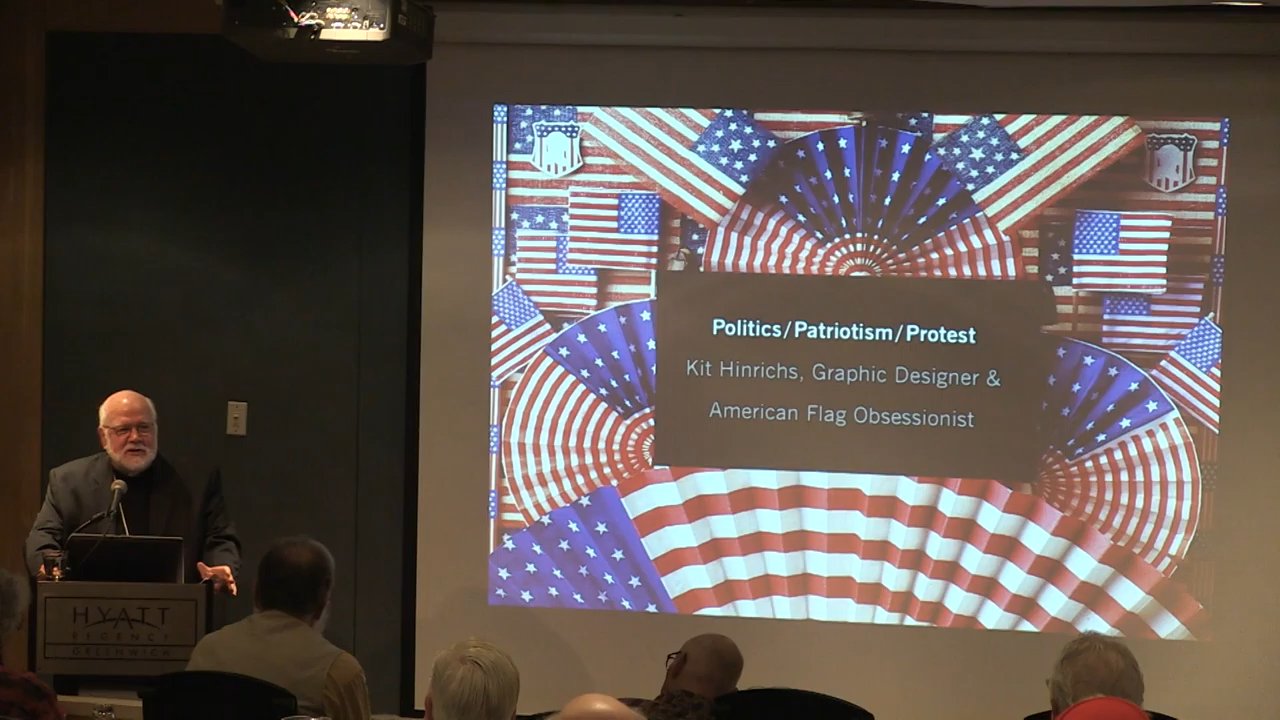 Politics/Patriotism/Protest
Kit Hinrichs, Graphic Designer &
American Flag Obsessionist
HYATT
REGENCY
GREENWICH